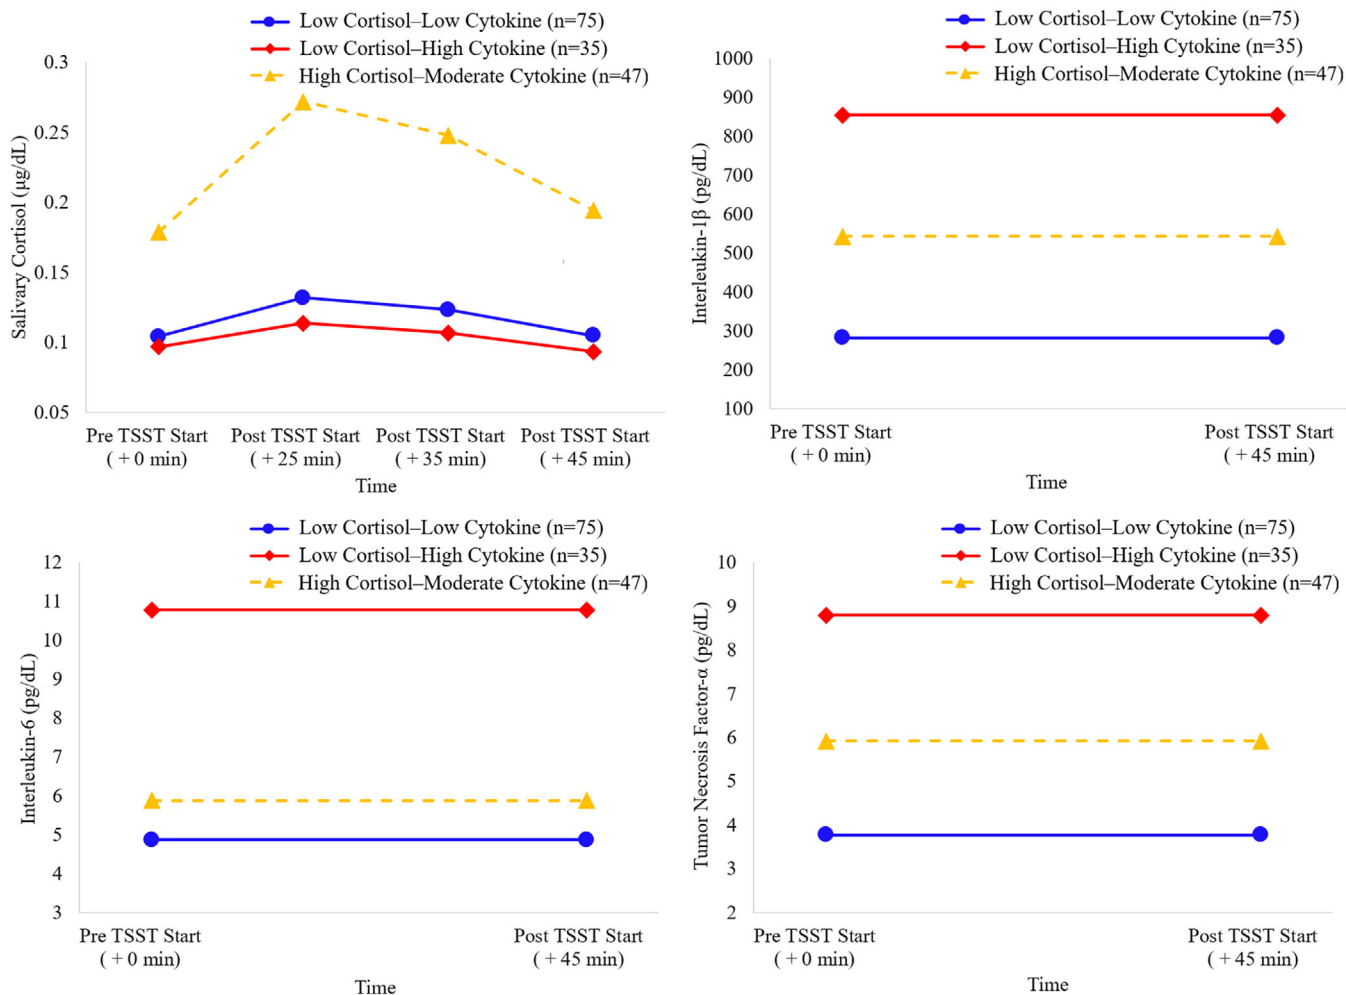 Low Cortisol–Low Cytokine (n=75)
Low Cortisol–High Cytokine (n=35)
High Cortisol–Moderate Cytokine (n=47)
Salivary Cortisol (µg/dL)
0.3
0.25
0.2
0.15
0.1
0.05
Pre TSST Start
( + 0 min)
Post TSST Start
( + 25 min)
Post TSST Start
( + 35 min)
Post TSST Start
( + 45 min)
Time
Low Cortisol–Low Cytokine (n=75)
Low Cortisol–High Cytokine (n=35)
High Cortisol–Moderate Cytokine (n=47)
Interleukin-1β (pg/dL)
1000
900
800
700
600
500
400
300
200
100
Pre TSST Start
( + 0 min)
Post TSST Start
( + 45 min)
Time
Low Cortisol–Low Cytokine (n=75)
Low Cortisol–High Cytokine (n=35)
High Cortisol–Moderate Cytokine (n=47)
Interleukin-6 (pg/dL)
12
11
10
9
8
7
6
5
4
3
Pre TSST Start
( + 0 min)
Post TSST Start
( + 45 min)
Time
Low Cortisol–Low Cytokine (n=75)
Low Cortisol–High Cytokine (n=35)
High Cortisol–Moderate Cytokine (n=47)
Tumor Necrosis Factor-α (pg/dL)
10
9
8
7
6
5
4
3
2
Pre TSST Start
( + 0 min)
Post TSST Start
( + 45 min)
Time